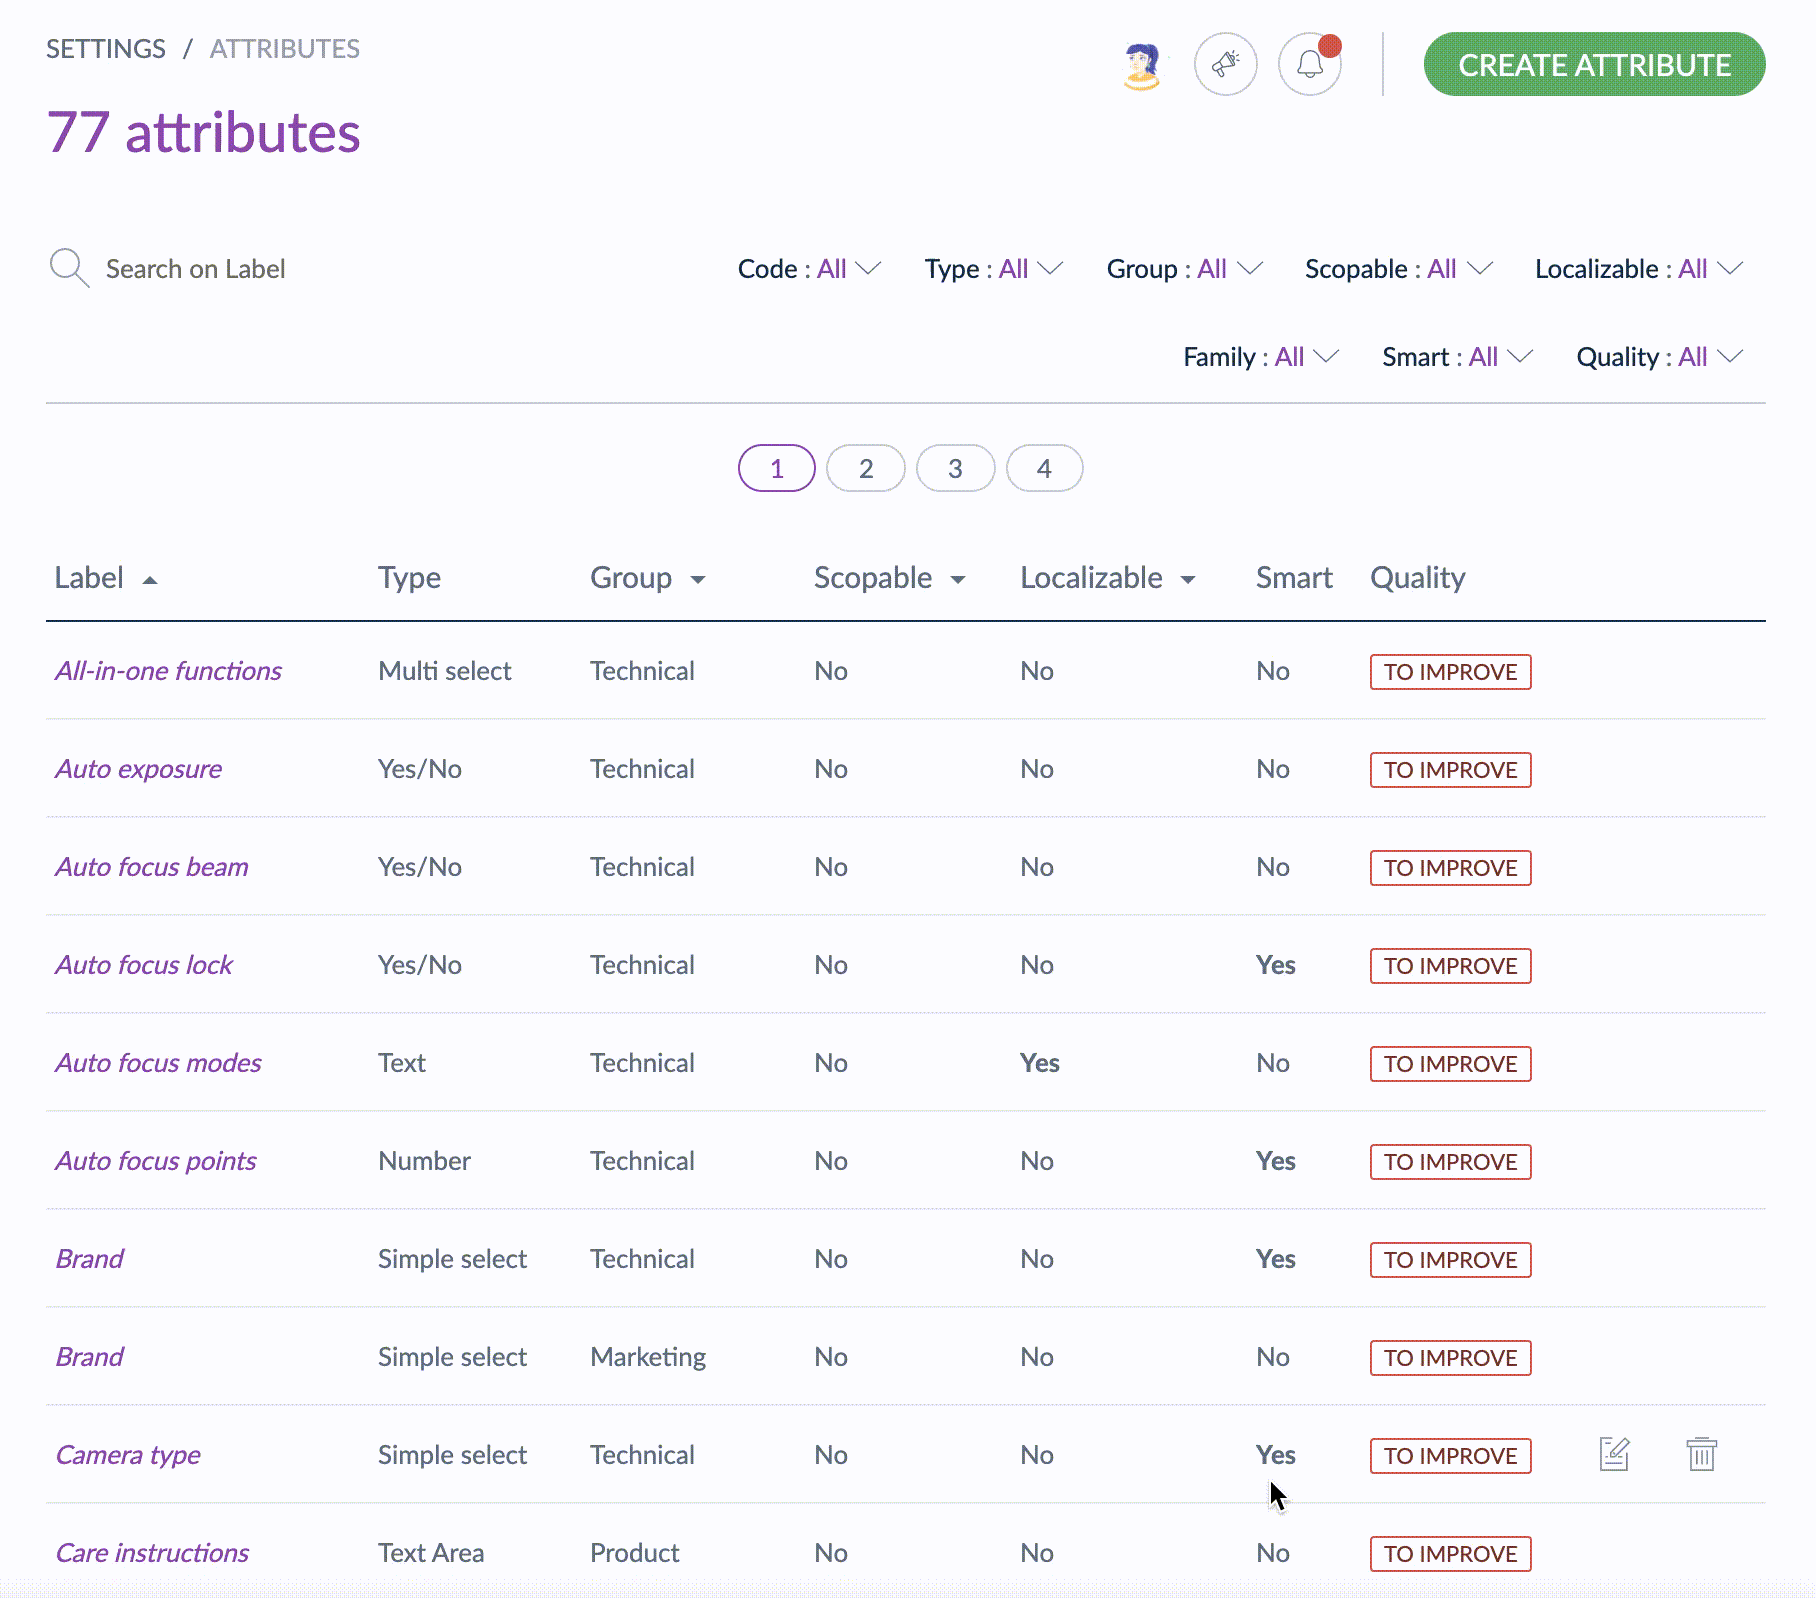 SETTINGS / ATTRIBUTES
CREATE ATTRIBUTE
77 attributes
Search on Label
Code : All Type : All Group : All Scopable : All Localizable : All
Family : All Smart : All Quality : All
1 2 3 4
Label Type Group Scopable Localizable Smart Quality
All-in-one functions Multi select Technical No No No TO IMPROVE
Auto exposure Yes/No Technical No No No TO IMPROVE
Auto focus beam Yes/No Technical No No No TO IMPROVE
Auto focus lock Yes/No Technical No No Yes TO IMPROVE
Auto focus modes Text Technical No Yes No TO IMPROVE
Auto focus points Number Technical No No Yes TO IMPROVE
Brand Simple select Technical No No Yes TO IMPROVE
Brand Simple select Marketing No No No TO IMPROVE
Camera type Simple select Technical No No Yes TO IMPROVE
Care instructions Text Area Product No No No TO IMPROVE